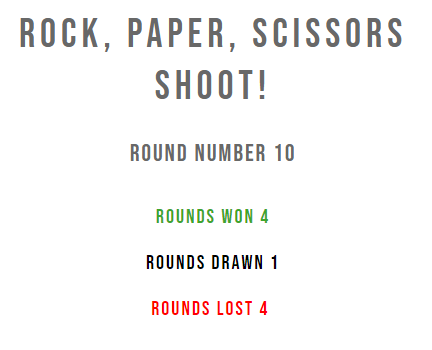 ROCK, PAPER, SCISSORS
SHOOT!
ROUND NUMBER 10
ROUNDS WON 4
ROUNDS DRAWN 1
ROUNDS LOST 4